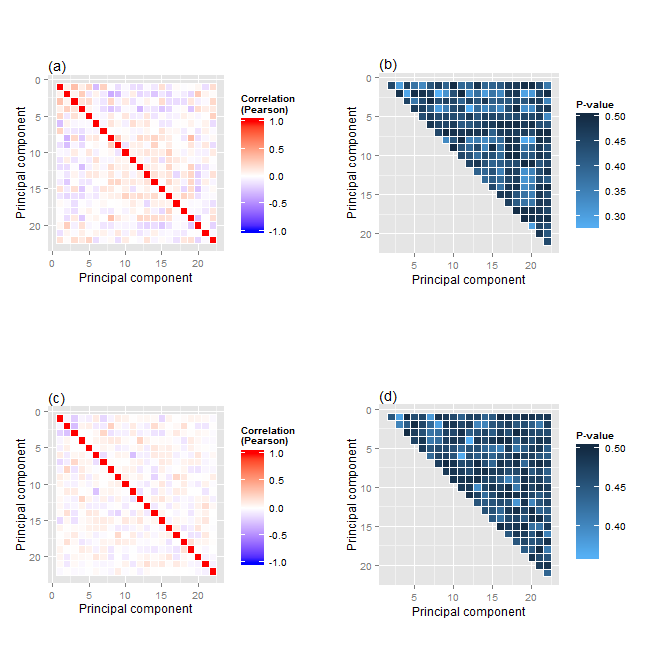 (a)
0
5
10
15
20
Principal component
0 5 10 15 20
Principal component
Correlation
(Pearson)
1.0
0.5
0.0
-0.5
-1.0
(b)
0
5
10
15
20
Principal component
5 10 15 20
Principal component
P-value
0.50
0.45
0.40
0.35
0.30
(c)
0
5
10
15
20
Principal component
0 5 10 15 20
Principal component
Correlation
(Pearson)
1.0
0.5
0.0
-0.5
-1.0
(d)
0
5
10
15
20
Principal component
5 10 15 20
Principal component
P-value
0.50
0.45
0.40